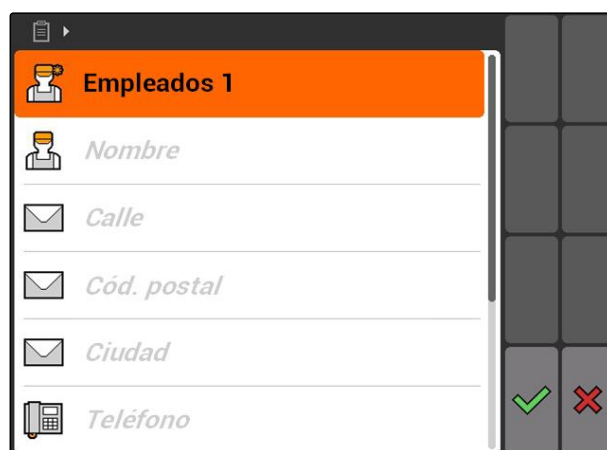 Empleados 1
Nombre
Calle
Cód. postal
Ciudad
Teléfono